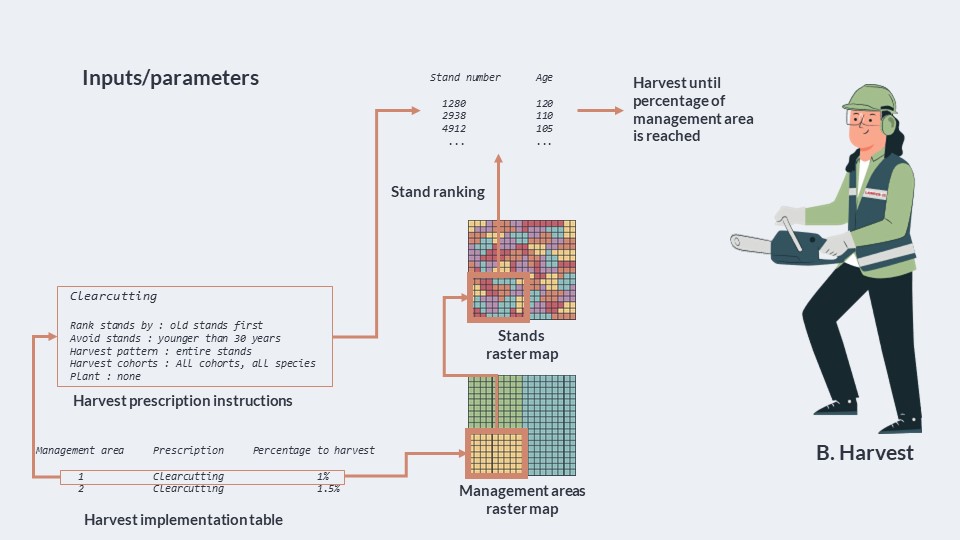 Inputs/parameters
Stand number Age
1280 120
2938 110
4912 105
... ...
Harvest until
percentage of
management area
is reached
Stand ranking
Clearcutting
Rank stands by : old stands first
Avoid stands : younger than 30 years
Harvest pattern : entire stands
Harvest cohorts : All cohorts, all species
Plant : none
Harvest prescription instructions
Stands
raster map
Management area Prescription Percentage to harvest
1 Clearcutting 1%
2 Clearcutting 1.5%
Harvest implementation table
Management areas
raster map
B. Harvest